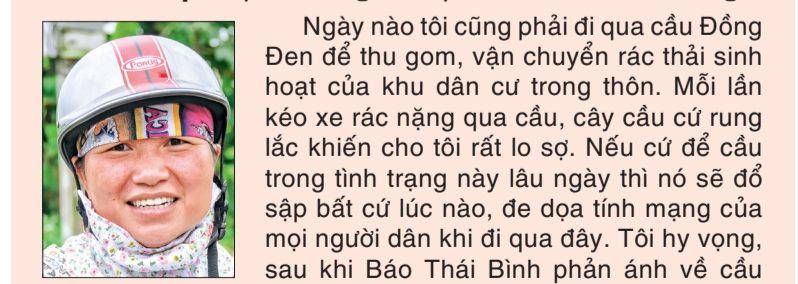 Ngày nào tôi cũng phải đi qua cầu Đồng
Đen để thu gom, vận chuyển rác thải sinh
hoạt của khu dân cư trong thôn. Mỗi lần
kéo xe rác nặng qua cầu, cây cầu cứ rung
lắc khiến cho tôi rất lo sợ. Nếu cứ để cầu
trong tình trạng này lâu ngày thì nó sẽ đổ
sập bất cứ lúc nào, đe dọa tính mạng của
mọi người dân khi đi qua đây. Tôi hy vọng,
sau khi Báo Thái Bình phản ánh về cầu